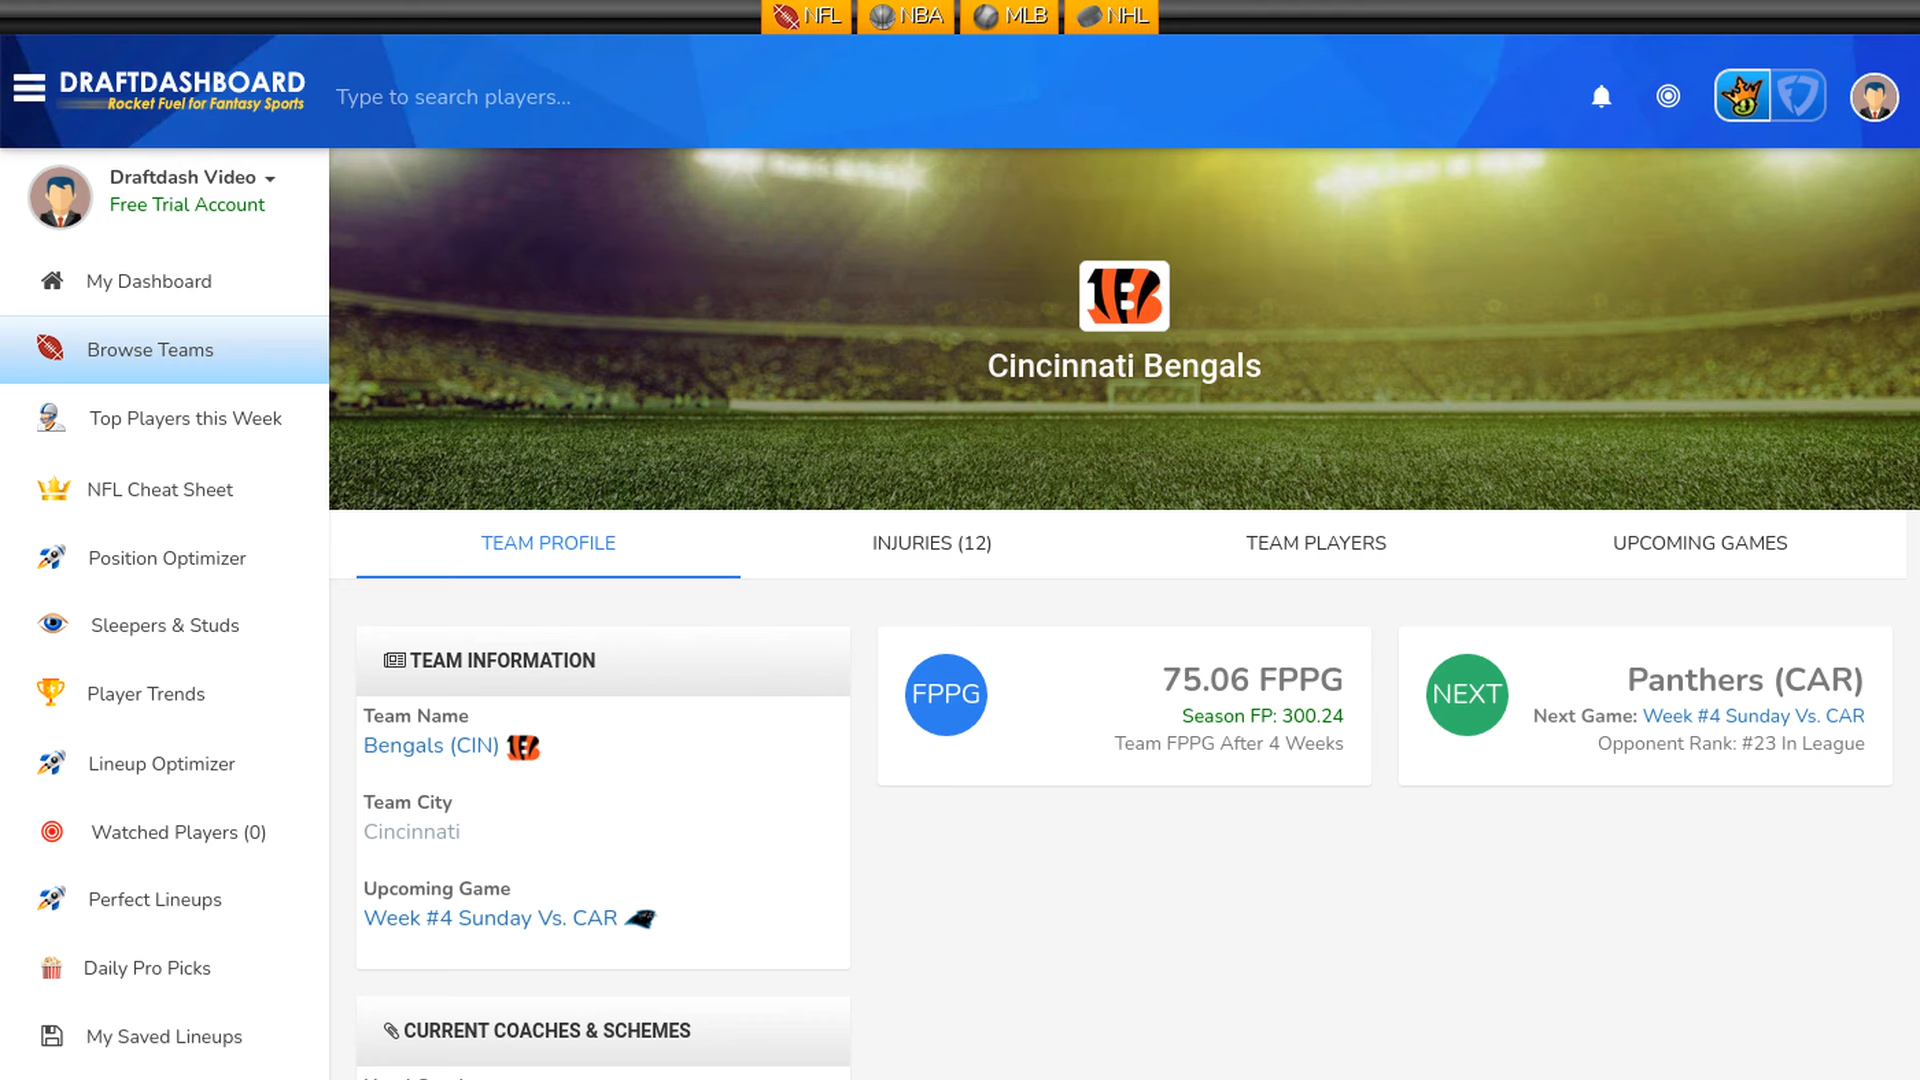 NFL NBA MLB NHL
DRAFTDASHBOARD
Rocket Fuel for Fantasy Sports
Type to search players...
Draftdash Video
Free Trial Account
My Dashboard
Browse Teams
Top Players this Week
NFL Cheat Sheet
Position Optimizer
Sleepers & Studs
Player Trends
Lineup Optimizer
Watched Players (0)
Perfect Lineups
Daily Pro Picks
My Saved Lineups
Cincinnati Bengals
TEAM PROFILE INJURIES (12) TEAM PLAYERS UPCOMING GAMES
TEAM INFORMATION
Team Name
Bengals (CIN)
Team City
Cincinnati
Upcoming Game
Week #4 Sunday Vs. CAR
CURRENT COACHES & SCHEMES
FPPG
75.06 FPPG
Season FP: 300.24
Team FPPG After 4 Weeks
NEXT
Panthers (CAR)
Next Game: Week #4 Sunday Vs. CAR
Opponent Rank: #23 In League